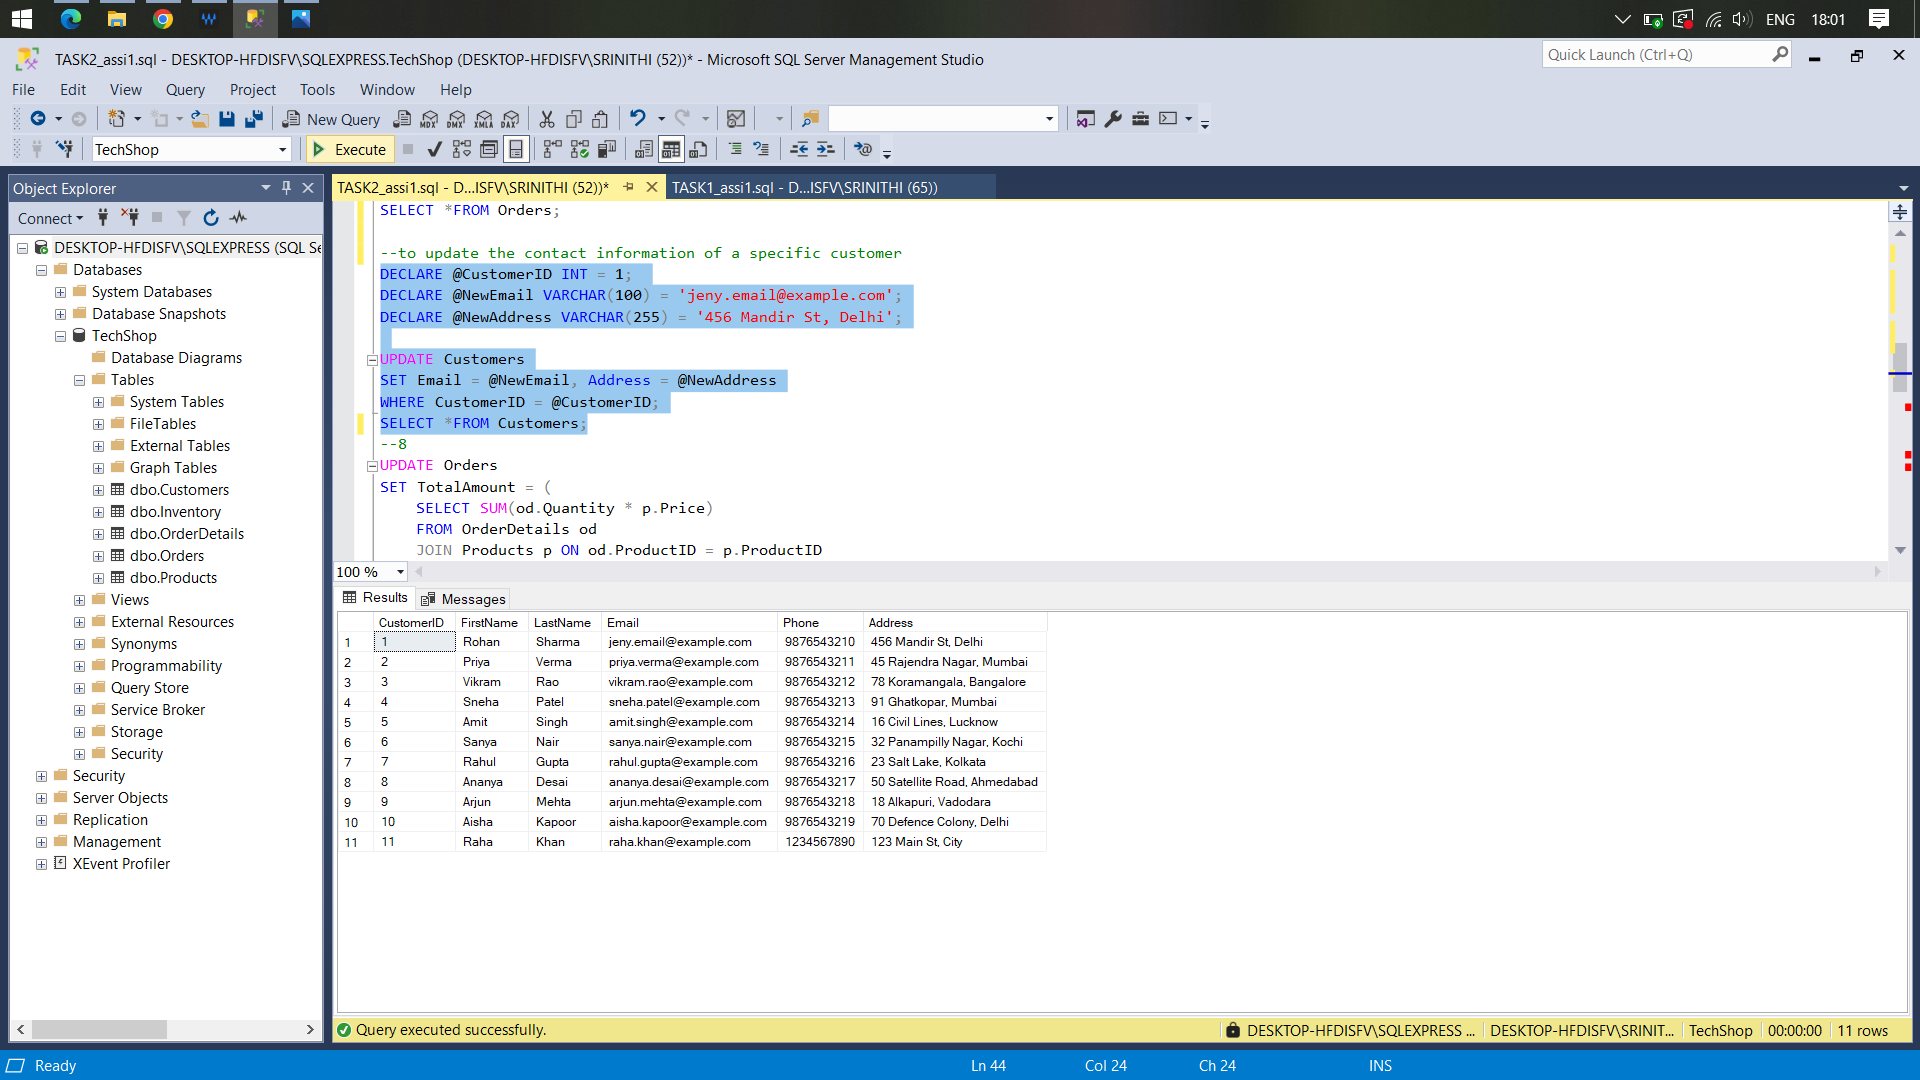 ENG 18:01
TASK2_assi1.sql - DESKTOP-HFDISFV\SQLEXPRESS.TechShop (DESKTOP-HFDISFV\SRINITHI (52))* - Microsoft SQL Server Management Studio
Quick Launch (Ctrl+Q)
File Edit View Query Project Tools Window Help
New Query MDX DMX XMLA DAX
TechShop Execute
Object Explorer
Connect
DESKTOP-HFDISFV\SQLEXPRESS (SQL Se
Databases
System Databases
Database Snapshots
TechShop
Database Diagrams
Tables
System Tables
FileTables
External Tables
Graph Tables
dbo.Customers
dbo.Inventory
dbo.OrderDetails
dbo.Orders
dbo.Products
Views
External Resources
Synonyms
Programmability
Query Store
Service Broker
Storage
Security
Security
Server Objects
Replication
Management
XEvent Profiler
TASK2_assi1.sql - D...ISFV\SRINITHI (52))* TASK1_assi1.sql - D...ISFV\SRINITHI (65))
SELECT *FROM Orders;
--to update the contact information of a specific customer
DECLARE @CustomerID INT = 1;
DECLARE @NewEmail VARCHAR(100) = 'jeny.email@example.com';
DECLARE @NewAddress VARCHAR(255) = '456 Mandir St, Delhi';
UPDATE Customers
SET Email = @NewEmail, Address = @NewAddress
WHERE CustomerID = @CustomerID;
SELECT *FROM Customers;
--8
UPDATE Orders
SET TotalAmount = (
SELECT SUM(od.Quantity * p.Price)
FROM OrderDetails od
JOIN Products p ON od.ProductID = p.ProductID
100 %
Results Messages
CustomerID FirstName LastName Email Phone Address
1 1 Rohan Sharma jeny.email@example.com 9876543210 456 Mandir St, Delhi
2 2 Priya Verma priya.verma@example.com 9876543211 45 Rajendra Nagar, Mumbai
3 3 Vikram Rao vikram.rao@example.com 9876543212 78 Koramangala, Bangalore
4 4 Sneha Patel sneha.patel@example.com 9876543213 91 Ghatkopar, Mumbai
5 5 Amit Singh amit.singh@example.com 9876543214 16 Civil Lines, Lucknow
6 6 Sanya Nair sanya.nair@example.com 9876543215 32 Panampilly Nagar, Kochi
7 7 Rahul Gupta rahul.gupta@example.com 9876543216 23 Salt Lake, Kolkata
8 8 Ananya Desai ananya.desai@example.com 9876543217 50 Satellite Road, Ahmedabad
9 9 Arjun Mehta arjun.mehta@example.com 9876543218 18 Alkapuri, Vadodara
10 10 Aisha Kapoor aisha.kapoor@example.com 9876543219 70 Defence Colony, Delhi
11 11 Raha Khan raha.khan@example.com 1234567890 123 Main St, City
Query executed successfully. DESKTOP-HFDISFV\SQLEXPRESS ... DESKTOP-HFDISFV\SRINIT... TechShop 00:00:00 11 rows
Ready Ln 44 Col 24 Ch 24 INS